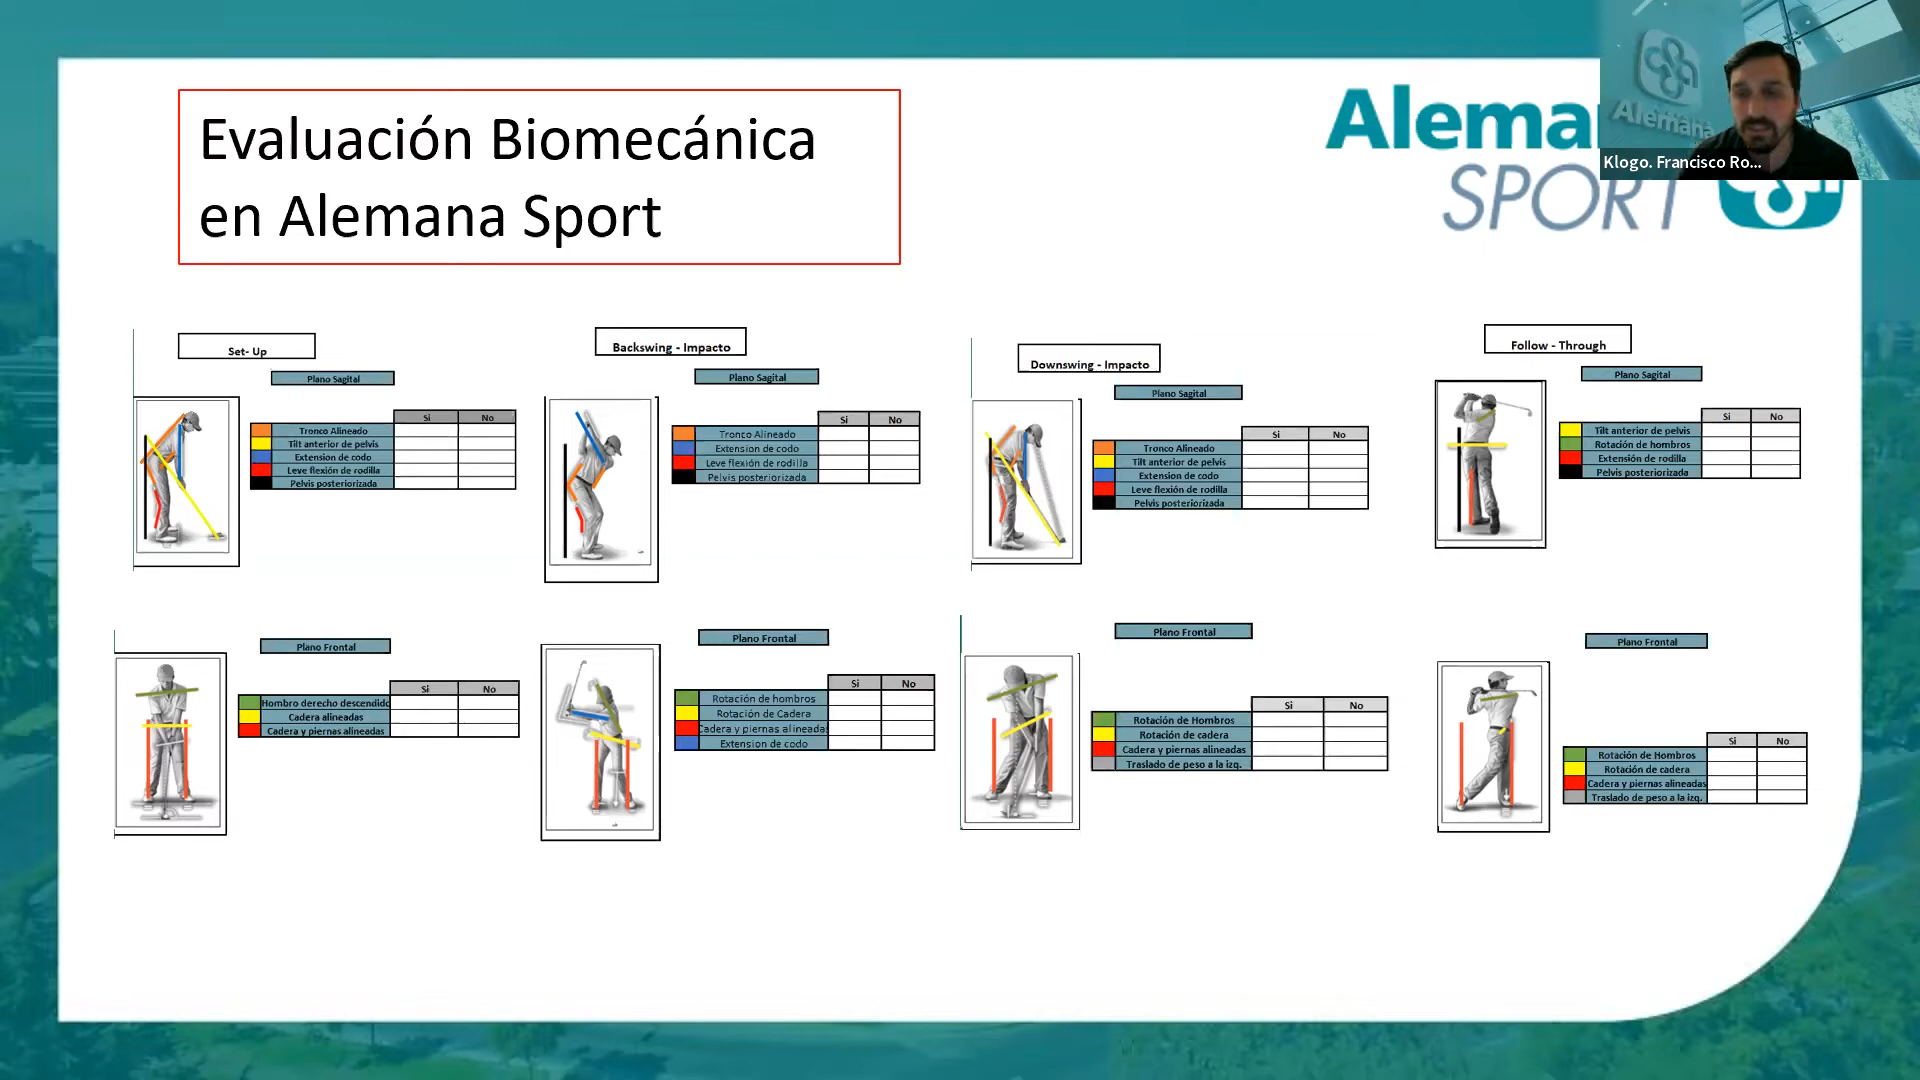 Evaluación Biomecánica
en Alemana Sport
Alema
SPORT
Alemana
Klogo. Francisco Ro...
Set- Up
Plano Sagital
Si No
Tronco Alineado
Tilt anterior de pelvis
Extension de codo
Leve flexión de rodilla
Pelvis posteriorizada
Backswing - Impacto
Plano Sagital
Si No
Tronco Alineado
Extension de codo
Leve flexión de rodilla
Pelvis posteriorizada
Downswing - Impacto
Plano Sagital
Si No
Tronco Alineado
Tilt anterior de pelvis
Extension de codo
Leve flexión de rodilla
Pelvis posteriorizada
Follow - Through
Plano Sagital
Si No
Tilt anterior de pelvis
Rotación de hombros
Extensión de rodilla
Pelvis posteriorizada
Plano Frontal
Si No
Hombro derecho descendido
Cadera alineadas
Cadera y piernas alineadas
Plano Frontal
Si No
Rotación de hombros
Rotación de Cadera
Cadera y piernas alineadas
Extension de codo
Plano Frontal
Si No
Rotación de Hombros
Rotación de cadera
Cadera y piernas alineadas
Traslado de peso a la izq.
Plano Frontal
Si No
Rotación de Hombros
Rotación de cadera
Cadera y piernas alineadas
Traslado de peso a la izq.